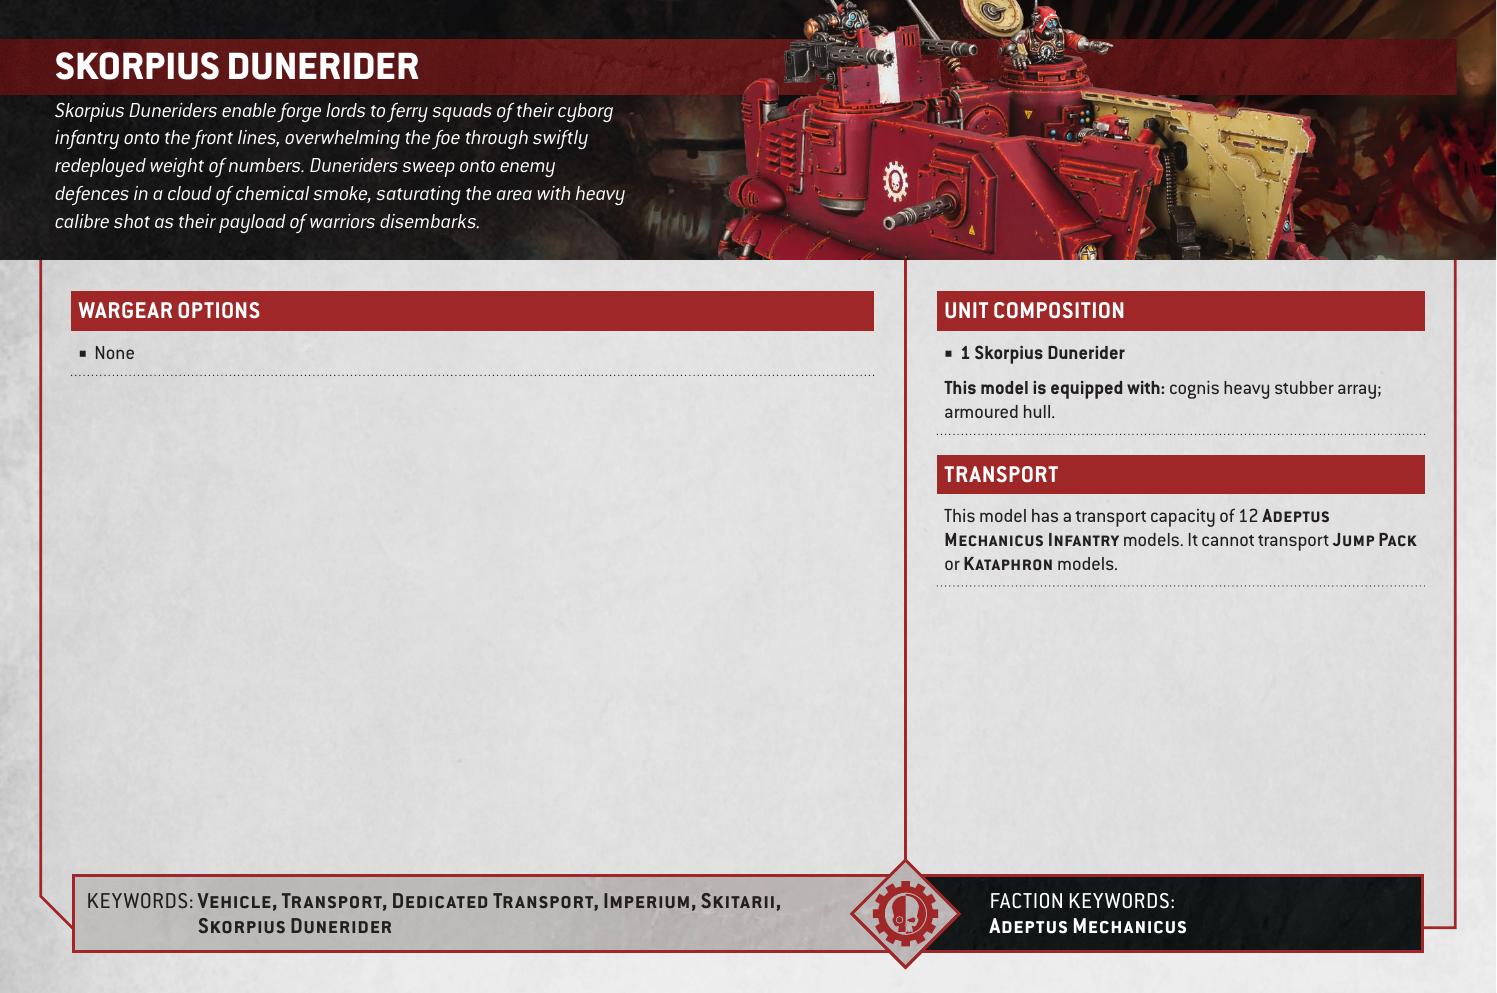 SKORPIUS DUNERIDER
Skorpius Duneriders enable forge lords to ferry squads of their cyborg
infantry onto the front lines, overwhelming the foe through swiftly
redeployed weight of numbers. Duneriders sweep onto enemy
defences in a cloud of chemical smoke, saturating the area with heavy
calibre shot as their payload of warriors disembarks.
WARGEAR OPTIONS
▪ None
UNIT COMPOSITION
▪ 1 Skorpius Dunerider
This model is equipped with: cognis heavy stubber array;
armoured hull.
TRANSPORT
This model has a transport capacity of 12 ADEPTUS
MECHANICUS INFANTRY models. It cannot transport JUMP PACK
or KATAPHRON models.
KEYWORDS: VEHICLE, TRANSPORT, DEDICATED TRANSPORT, IMPERIUM, SKITARII,
SKORPIUS DUNERIDER
FACTION KEYWORDS:
ADEPTUS MECHANICUS